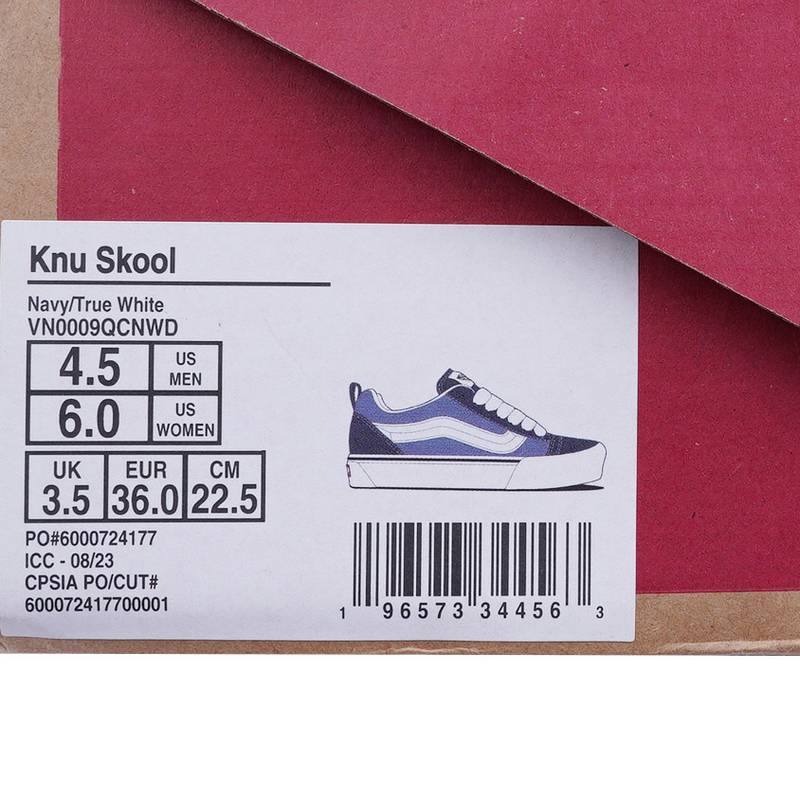 Knu Skool
Navy/True White
VN0009QCNWD
4.5 US MEN
6.0 US WOMEN
UK EUR CM
3.5 36.0 22.5
PO#6000724177
ICC - 08/23
CPSIA PO/CUT#
600072417700001
1 96573 34456 3